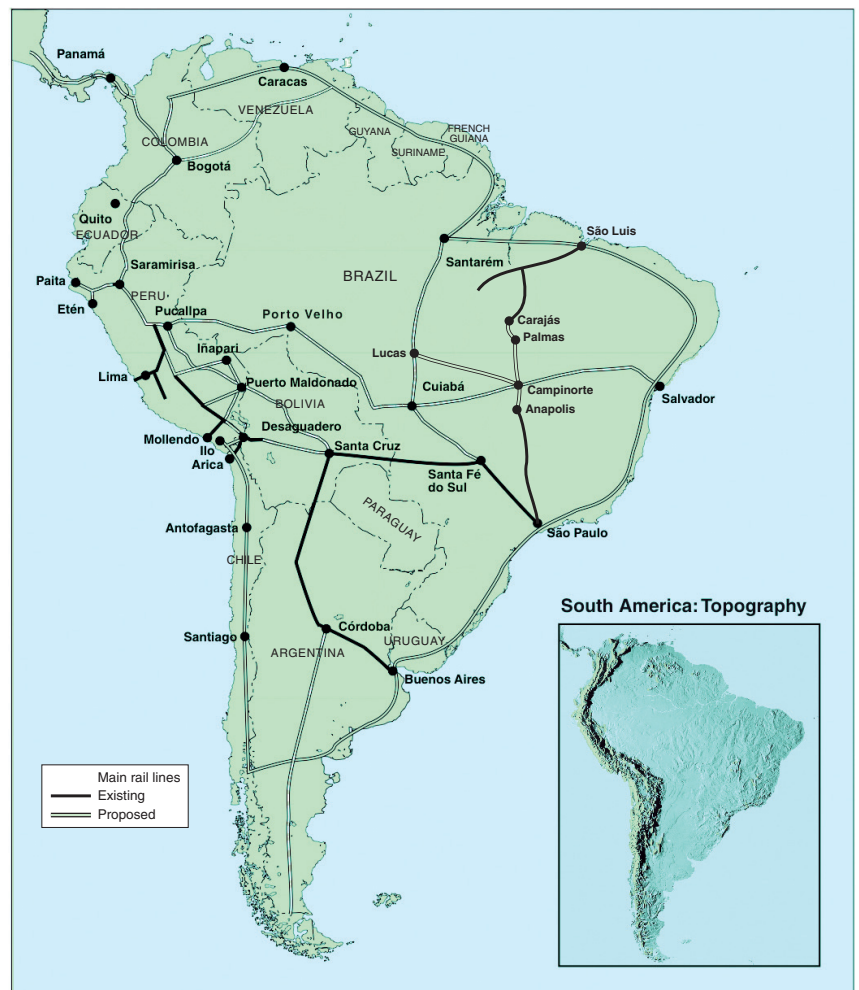 Panamá
Caracas
VENEZUELA
GUYANA
FRENCH
GUIANA
SURINAME
COLOMBIA
Bogotá
Quito
ECUADOR
São Luis
Santarém
BRAZIL
Saramirisa
Paita
PERU
Etén
Pucallpa
Porto Velho
Carajás
Palmas
Iñapari
Lucas
Lima
Puerto Maldonado
Cuiabá
Campinorte
Salvador
BOLIVIA
Anapolis
Desaguadero
Mollendo
Ilo
Arica
Santa Cruz
Santa Fé
do Sul
PARAGUAY
Antofagasta
São Paulo
CHILE
South America: Topography
Santiago
Córdoba
URUGUAY
ARGENTINA
Buenos Aires
Main rail lines
Existing
Proposed